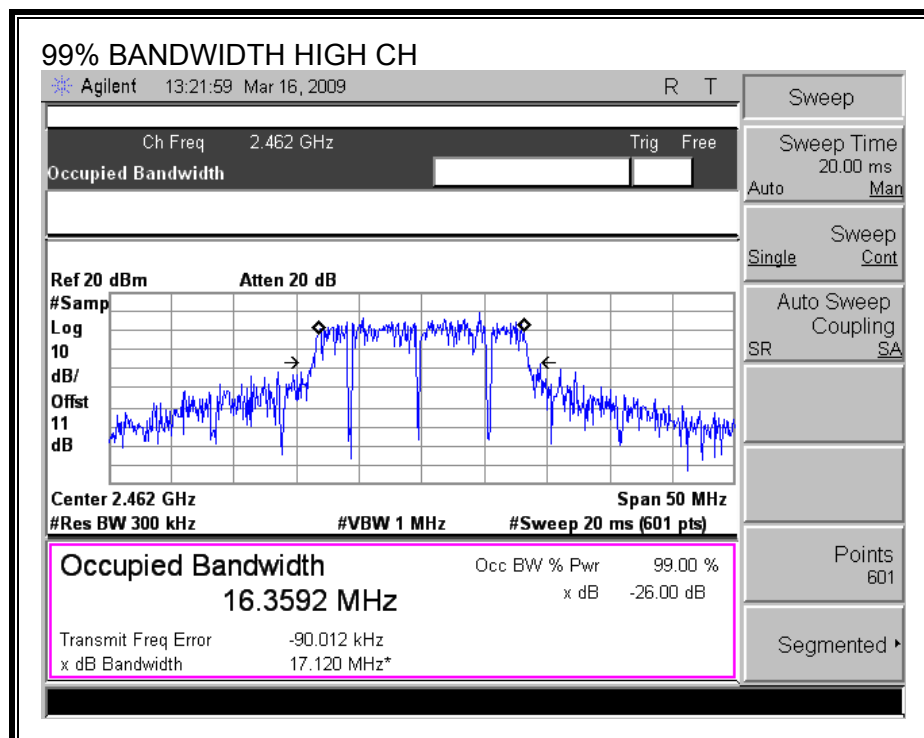 99% BANDWIDTH HIGH CH
Agilent 13:21:59 Mar 16, 2009 R T
Ch Freq 2.462 GHz Trig Free
Occupied Bandwidth
Ref 20 dBm Atten 20 dB
#Samp
Log
10
dB/
Offst
11
dB
Center 2.462 GHz Span 50 MHz
#Res BW 300 kHz #VBW 1 MHz #Sweep 20 ms (601 pts)
Occupied Bandwidth Occ BW % Pwr 99.00 %
16.3592 MHz x dB -26.00 dB
Transmit Freq Error -90.012 kHz
x dB Bandwidth 17.120 MHz*
Sweep
Sweep Time
20.00 ms
Auto Man
Sweep
Single Cont
Auto Sweep
Coupling
SR SA
Points
601
Segmented